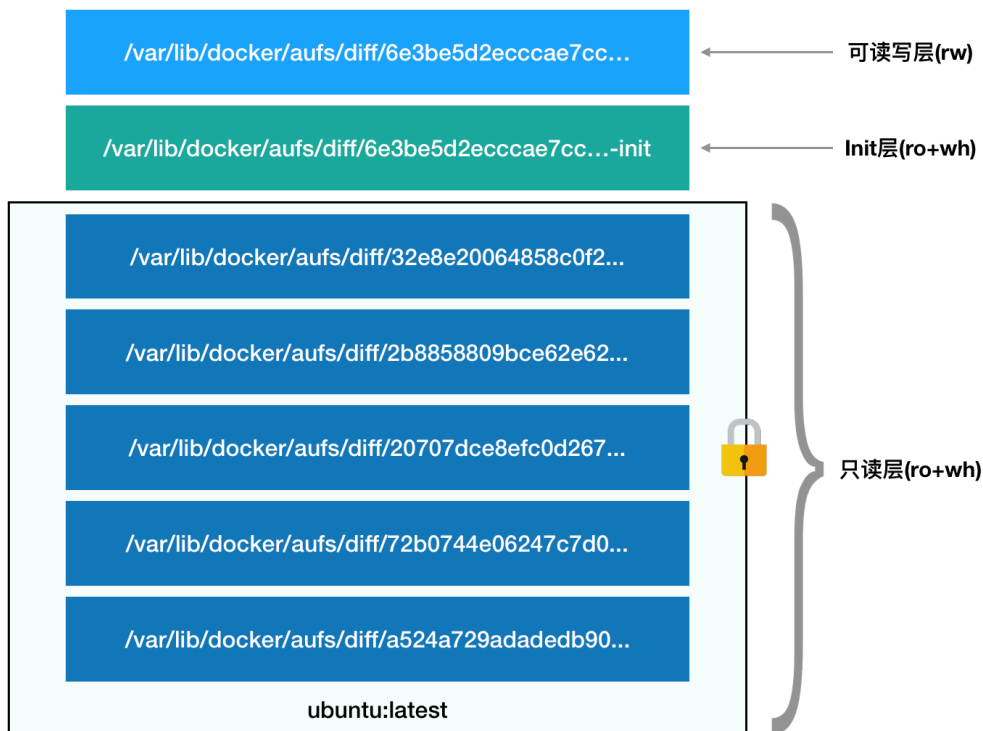 /var/lib/docker/aufs/diff/6e3be5d2ecccae7cc...
可读写层(rw)
/var/lib/docker/aufs/diff/6e3be5d2ecccae7cc...-init
Init层(ro+wh)
/var/lib/docker/aufs/diff/32e8e20064858c0f2...
/var/lib/docker/aufs/diff/2b8858809bce62e62...
/var/lib/docker/aufs/diff/20707dce8efc0d267...
只读层(ro+wh)
/var/lib/docker/aufs/diff/72b0744e06247c7d0...
/var/lib/docker/aufs/diff/a524a729adadedb90...
ubuntu:latest